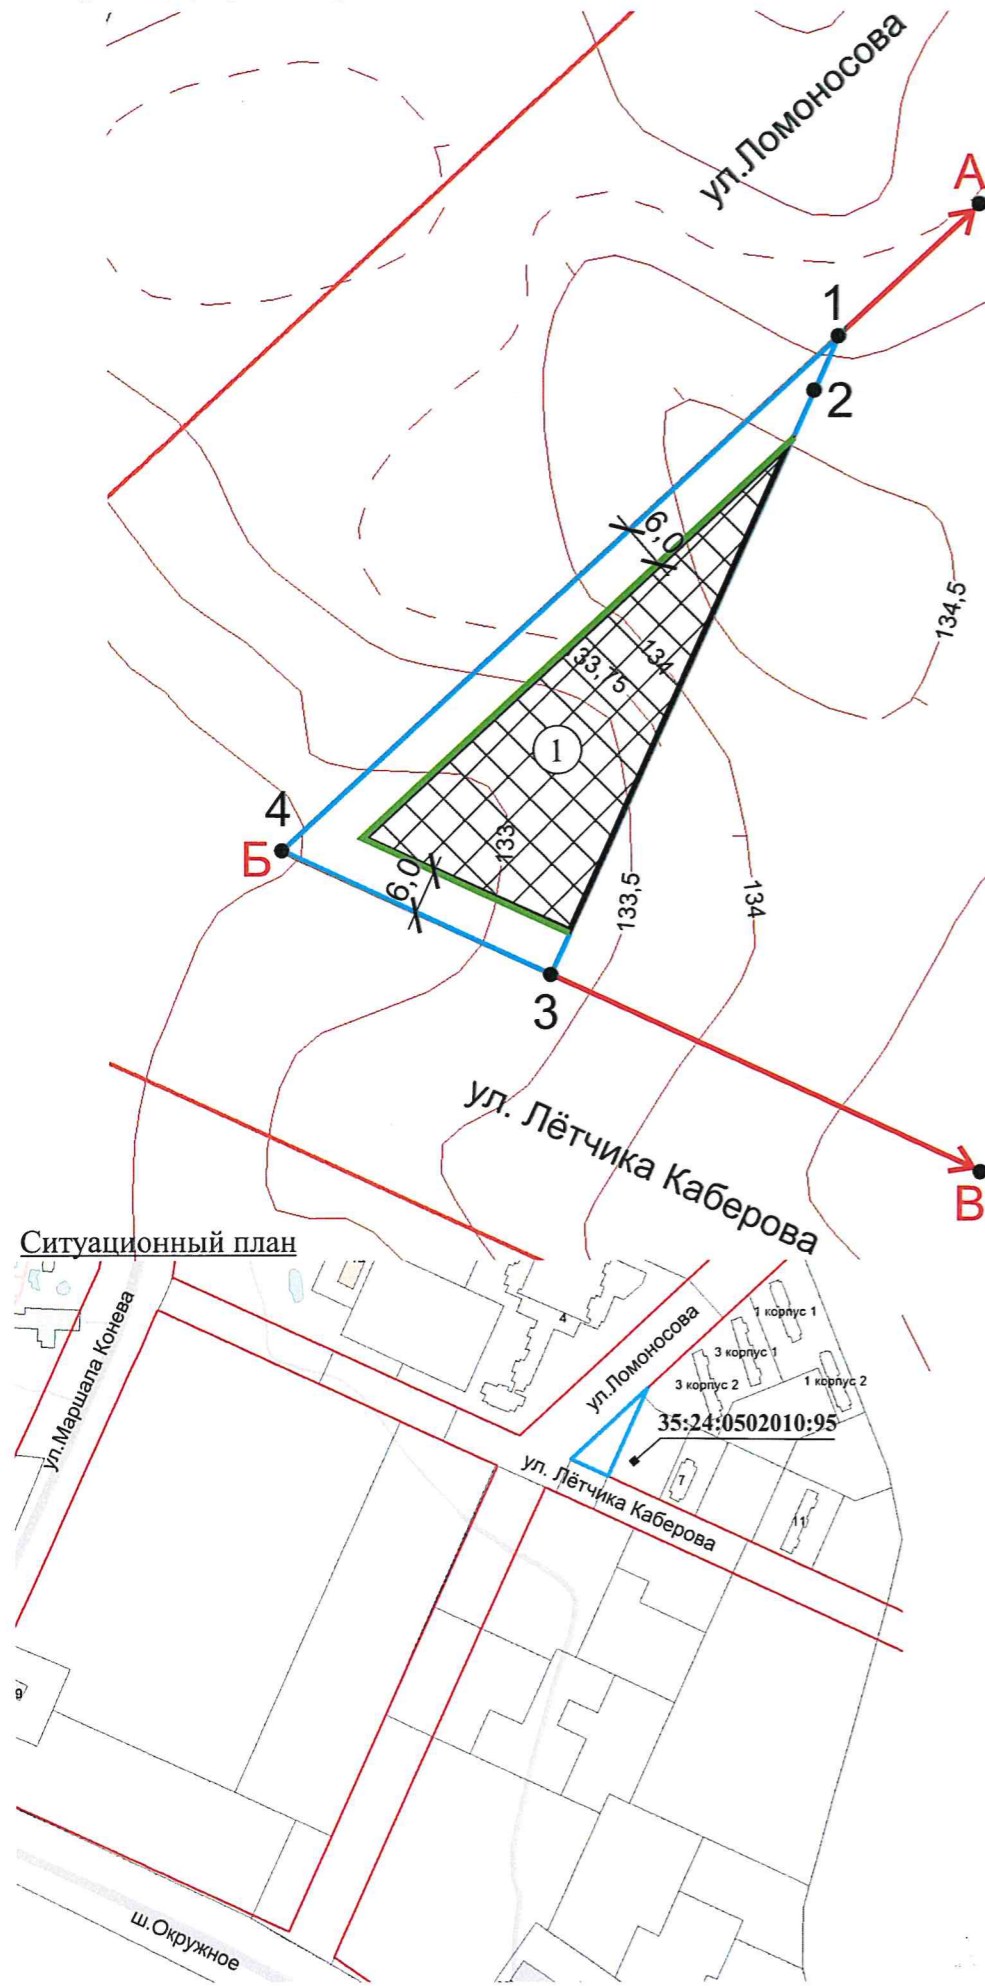 ул.Ломоносова
А
1
2
6,0
134,5
134
33,75
1
4
Б
133
6,0
133,5
134
3
ул. Лётчика Каберова
В
Ситуационный план
ул.Маршала Конева
4
ул.Ломоносова
1 корпус 1
3 корпус 1
3 корпус 2
1 корпус 2
35:24:0502010:95
ул. Лётчика Каберова
7
11
9
ш.Окружное